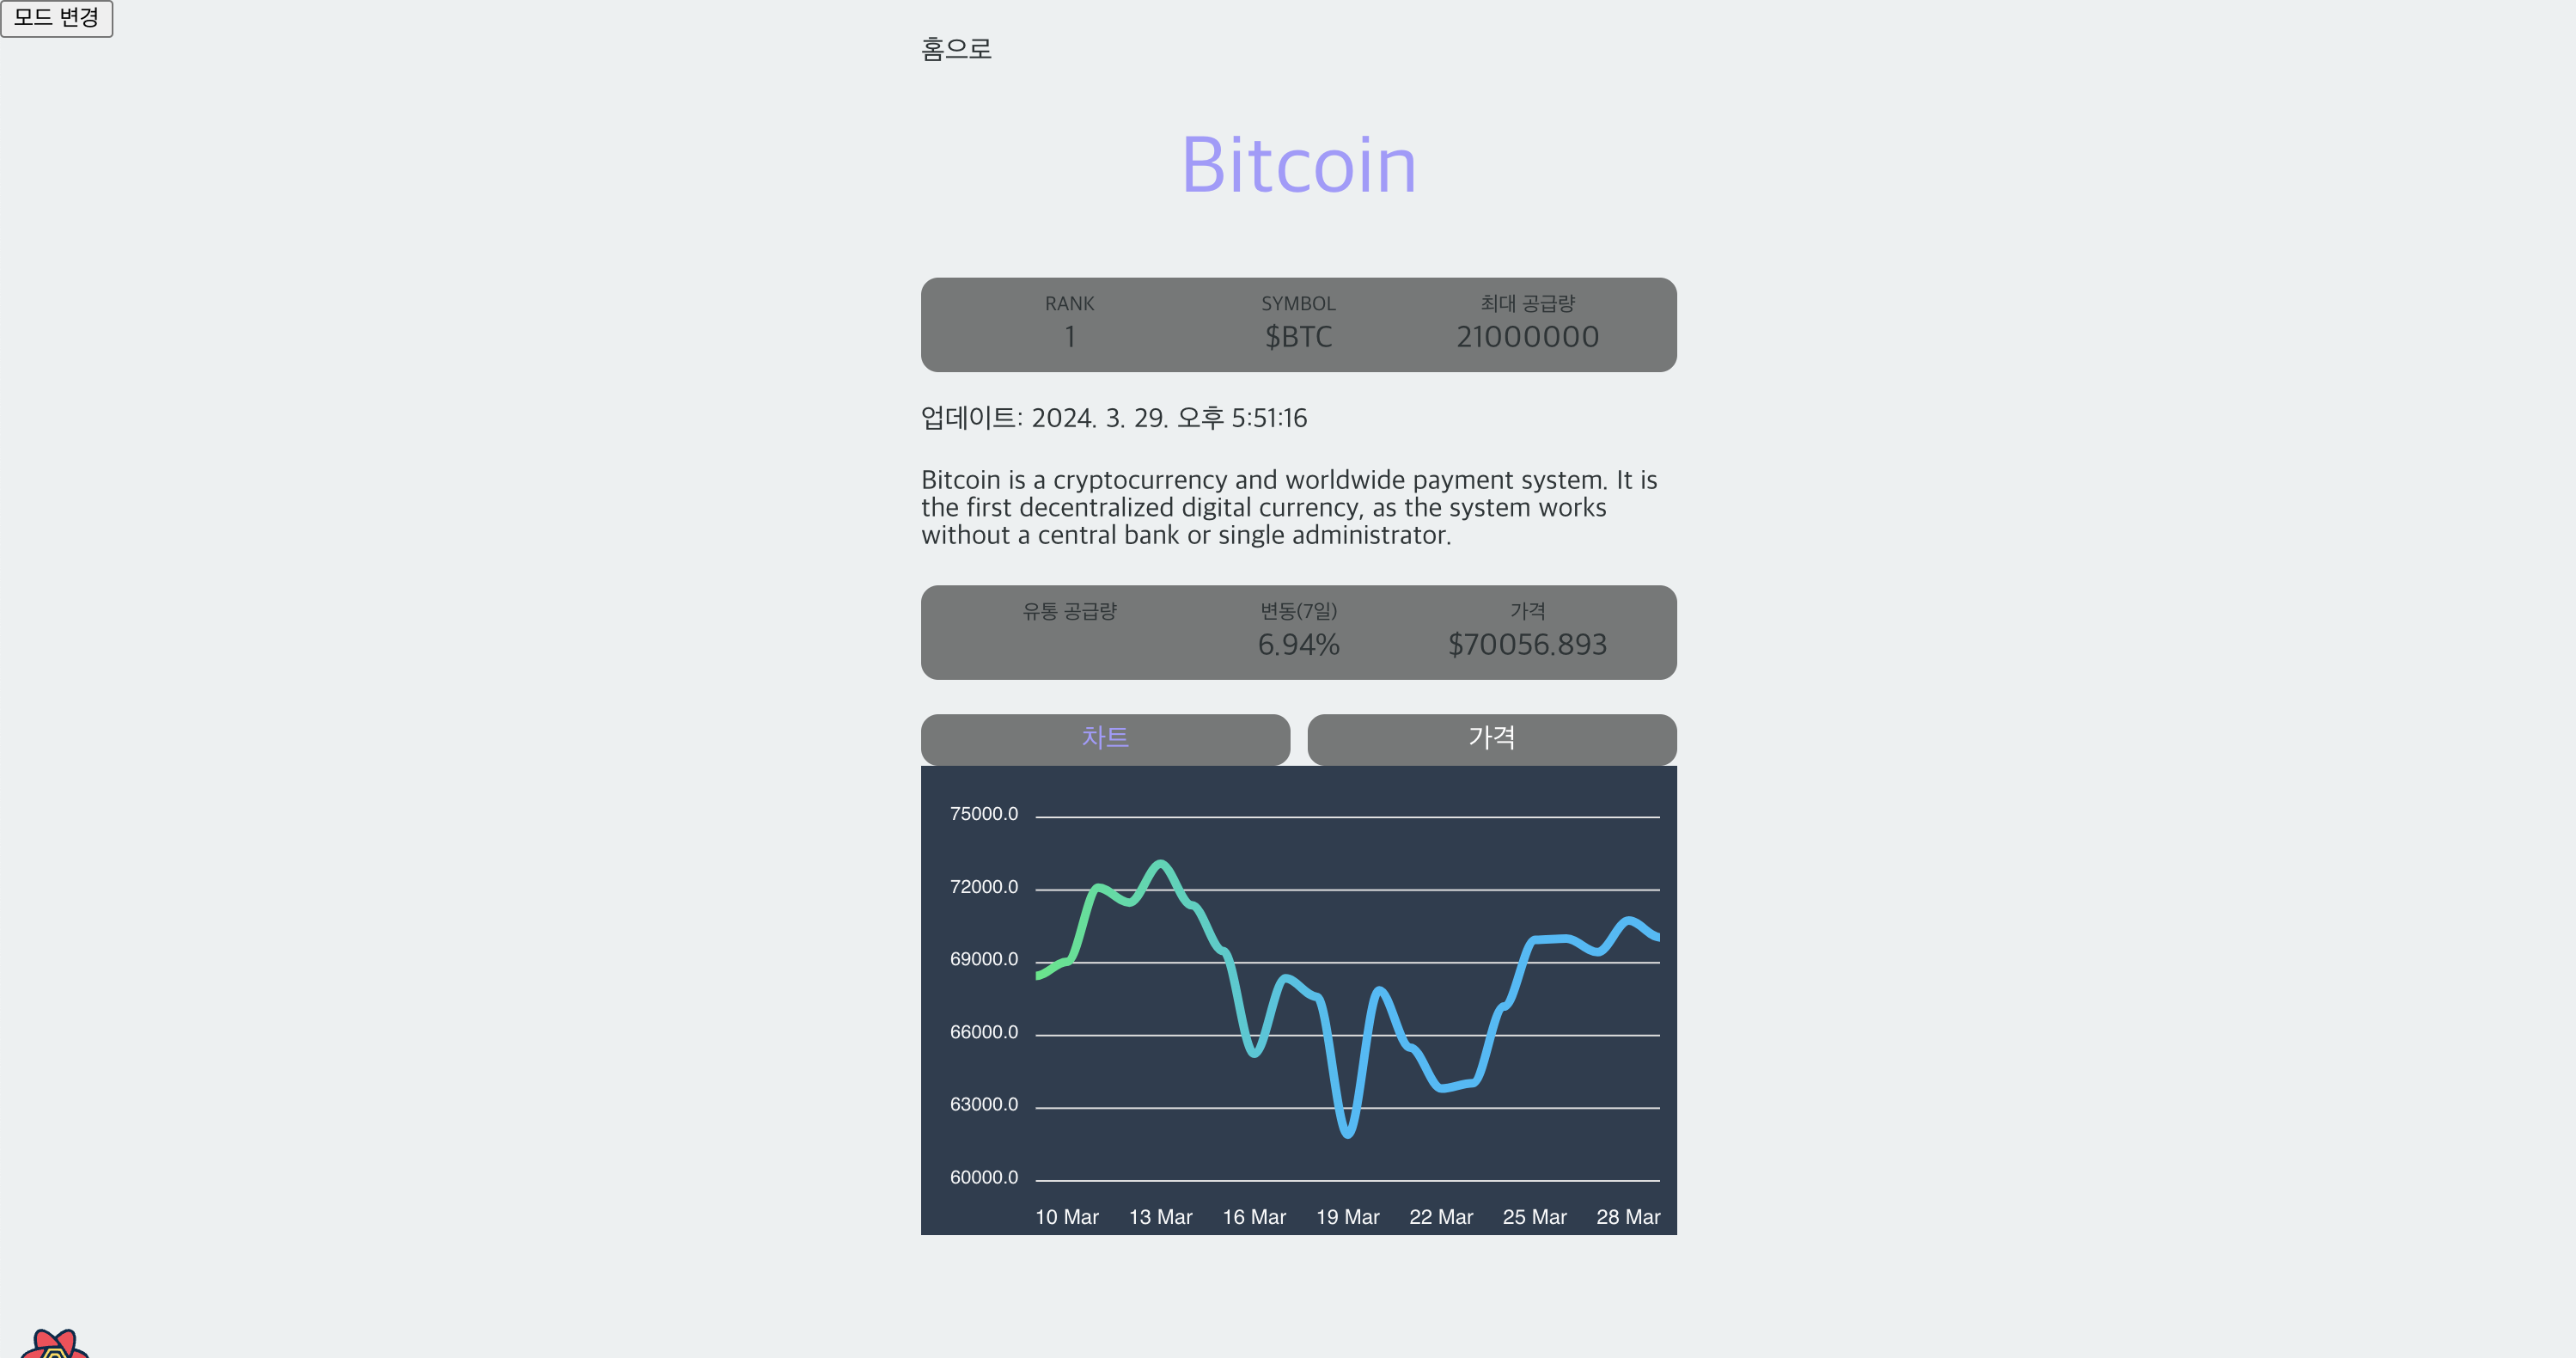 모드 변경
홈으로
Bitcoin
RANK SYMBOL 최대 공급량
1 $BTC 21000000
업데이트: 2024. 3. 29. 오후 5:51:16
Bitcoin is a cryptocurrency and worldwide payment system. It is
the first decentralized digital currency, as the system works
without a central bank or single administrator.
유통 공급량 변동(7일) 가격
6.94% $70056.893
차트 가격
75000.0
72000.0
69000.0
66000.0
63000.0
60000.0
10 Mar 13 Mar 16 Mar 19 Mar 22 Mar 25 Mar 28 Mar